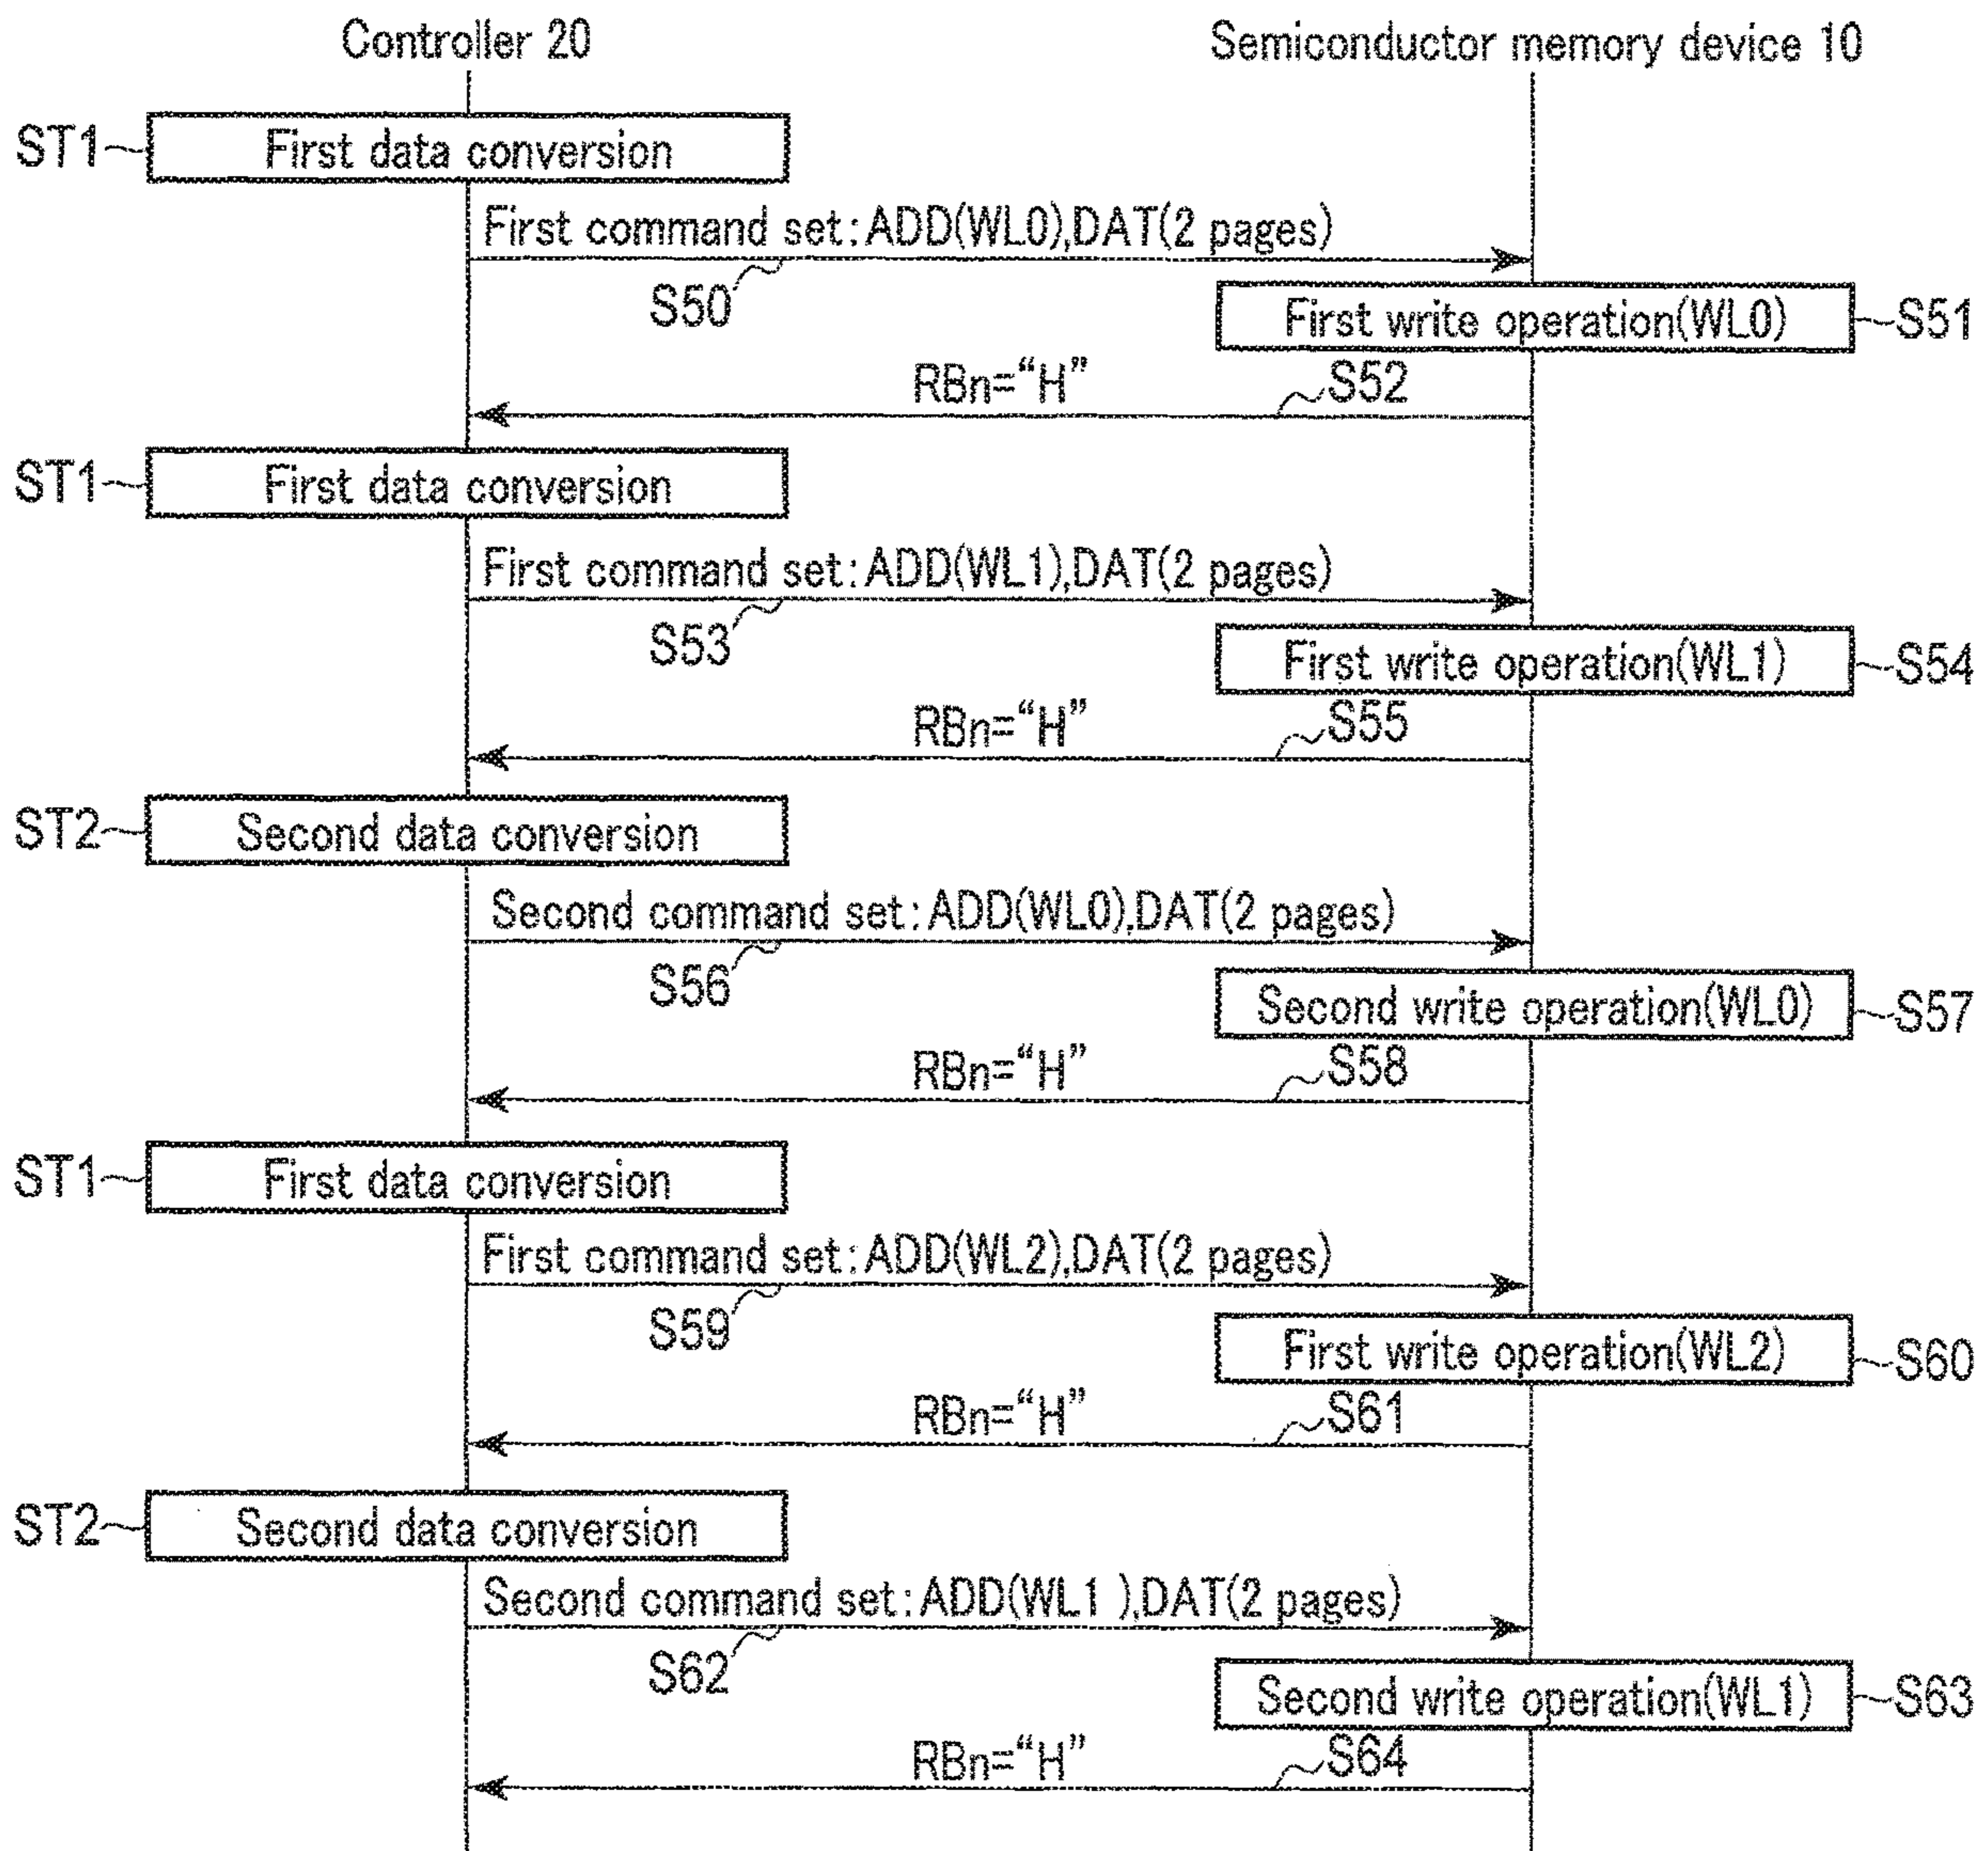 Controller 20
Semiconductor memory device 10
ST1
First data conversion
First command set:ADD(WL0),DAT(2 pages)
S50
First write operation(WL0)
S51
RBn="H"
S52
ST1
First data conversion
First command set:ADD(WL1),DAT(2 pages)
S53
First write operation(WL1)
S54
RBn="H"
S55
ST2
Second data conversion
Second command set:ADD(WL0),DAT(2 pages)
S56
Second write operation(WL0)
S57
RBn="H"
S58
ST1
First data conversion
First command set:ADD(WL2),DAT(2 pages)
S59
First write operation(WL2)
S60
RBn="H"
S61
ST2
Second data conversion
Second command set:ADD(WL1 ),DAT(2 pages)
S62
Second write operation(WL1)
S63
RBn="H"
S64